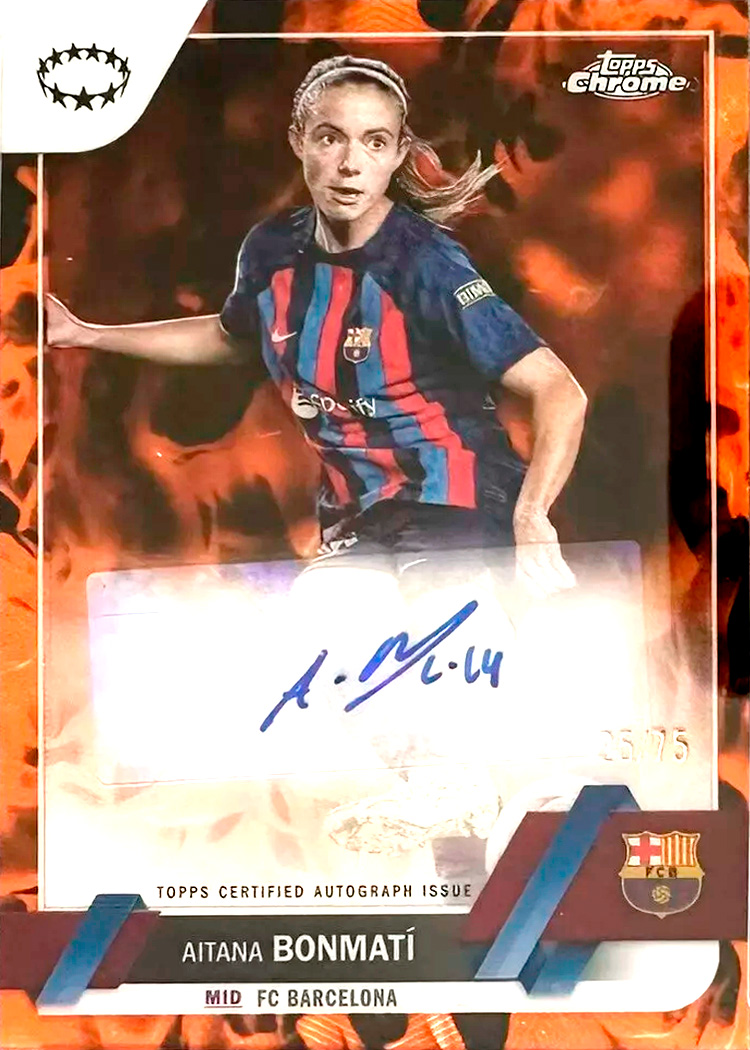 Topps
Chrome
Spotify
TOPPS CERTIFIED AUTOGRAPH ISSUE
FCB
AITANA BONMATÍ
MID FC BARCELONA